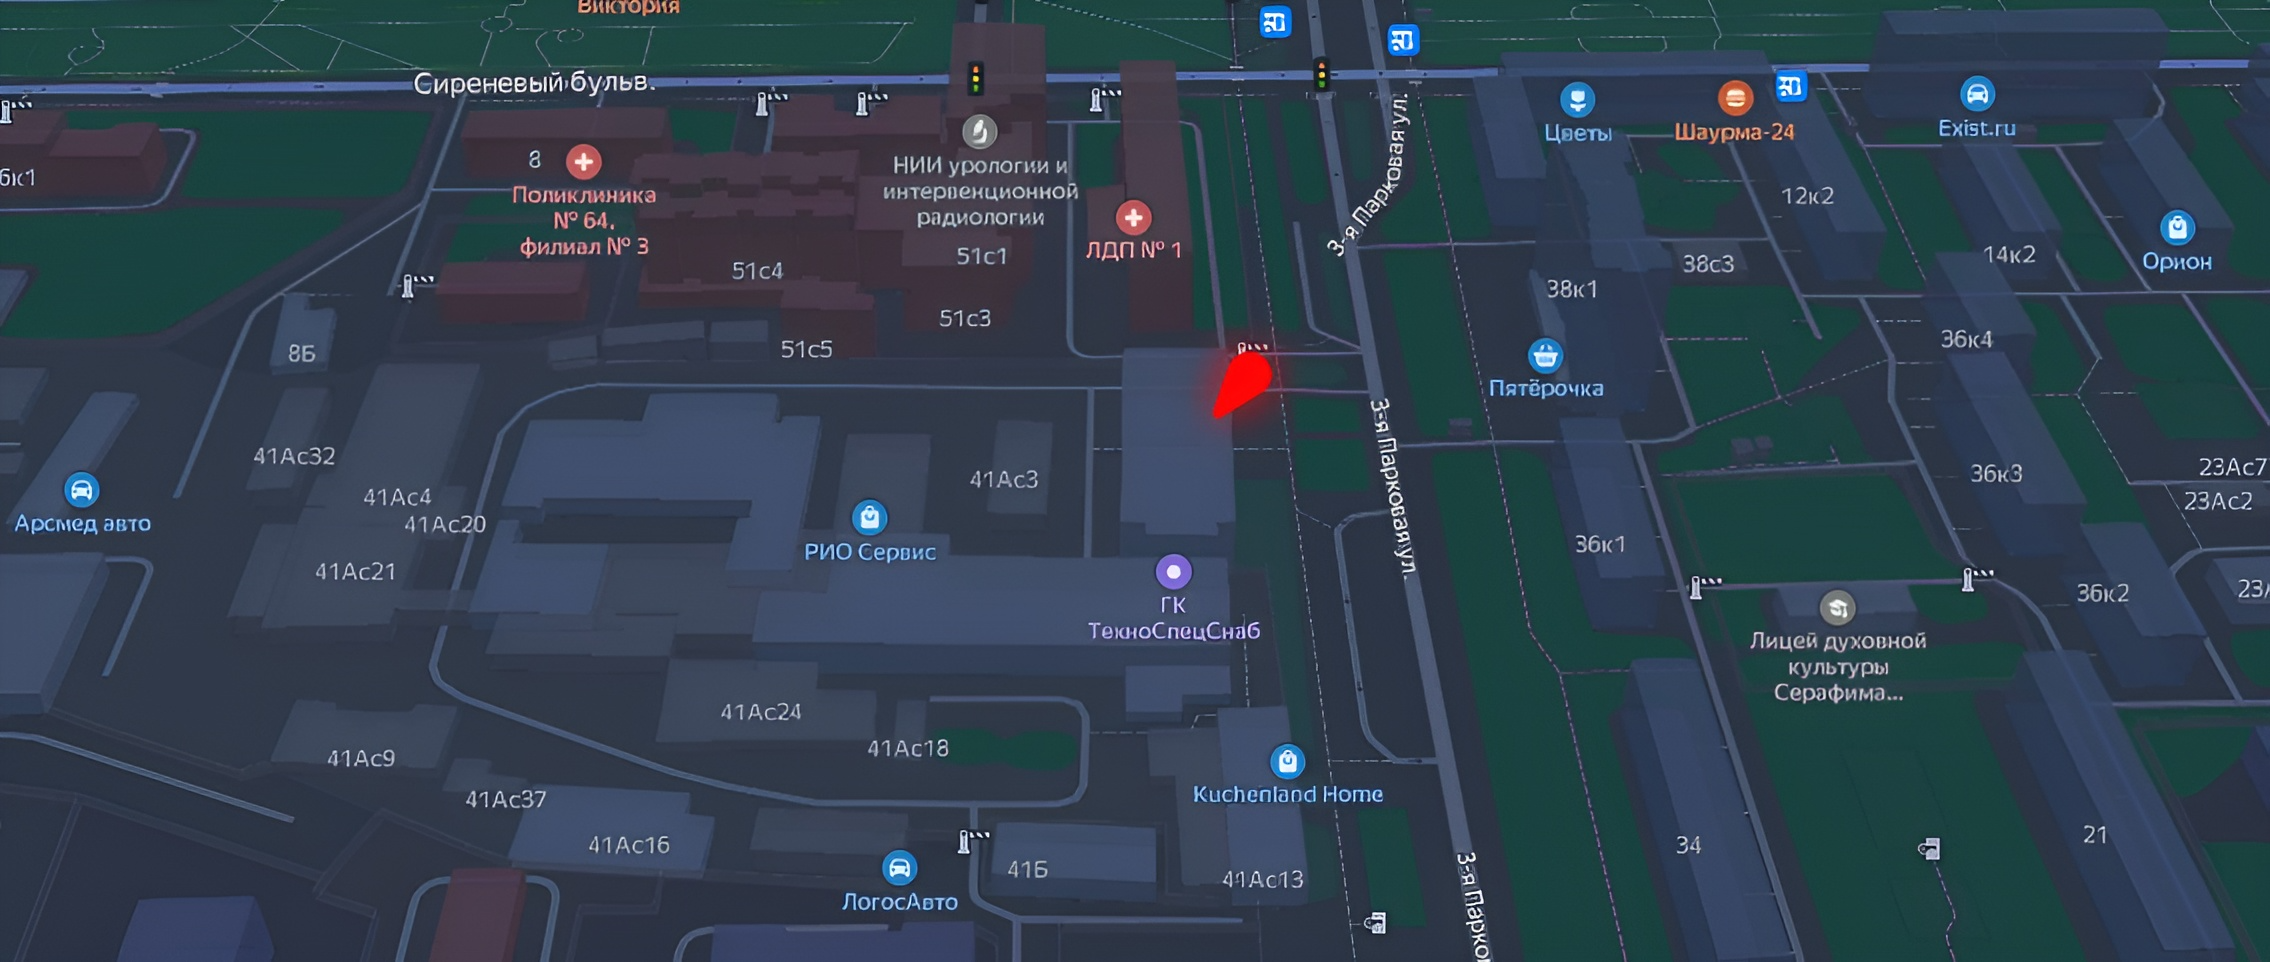 Виктория
Сиреневый бульв.
3-я Парковая ул.
Цветы
Шаурма-24
Exist.ru
6к1
8
Поликлиника
№ 64,
филиал № 3
НИИ урологии и
интервенционной
радиологии
ЛДП № 1
51с1
51с4
51с3
51с5
12к2
14к2
Орион
38с3
38к1
36к4
8Б
Пятёрочка
3-я Парковая ул.
41Ас32
41Ас4
41Ас20
41Ас3
36к3
23Ас7
23Ас2
Арсмед авто
РИО Сервис
36к1
41Ас21
ГК
ТехноСпецСнаб
36к2
Лицей духовной
культуры
Серафима...
41Ас24
41Ас18
41Ас9
Kuchenland Home
41Ас37
41Ас16
34
21
41Б
41Ас13
ЛогосАвто
3-я Парко